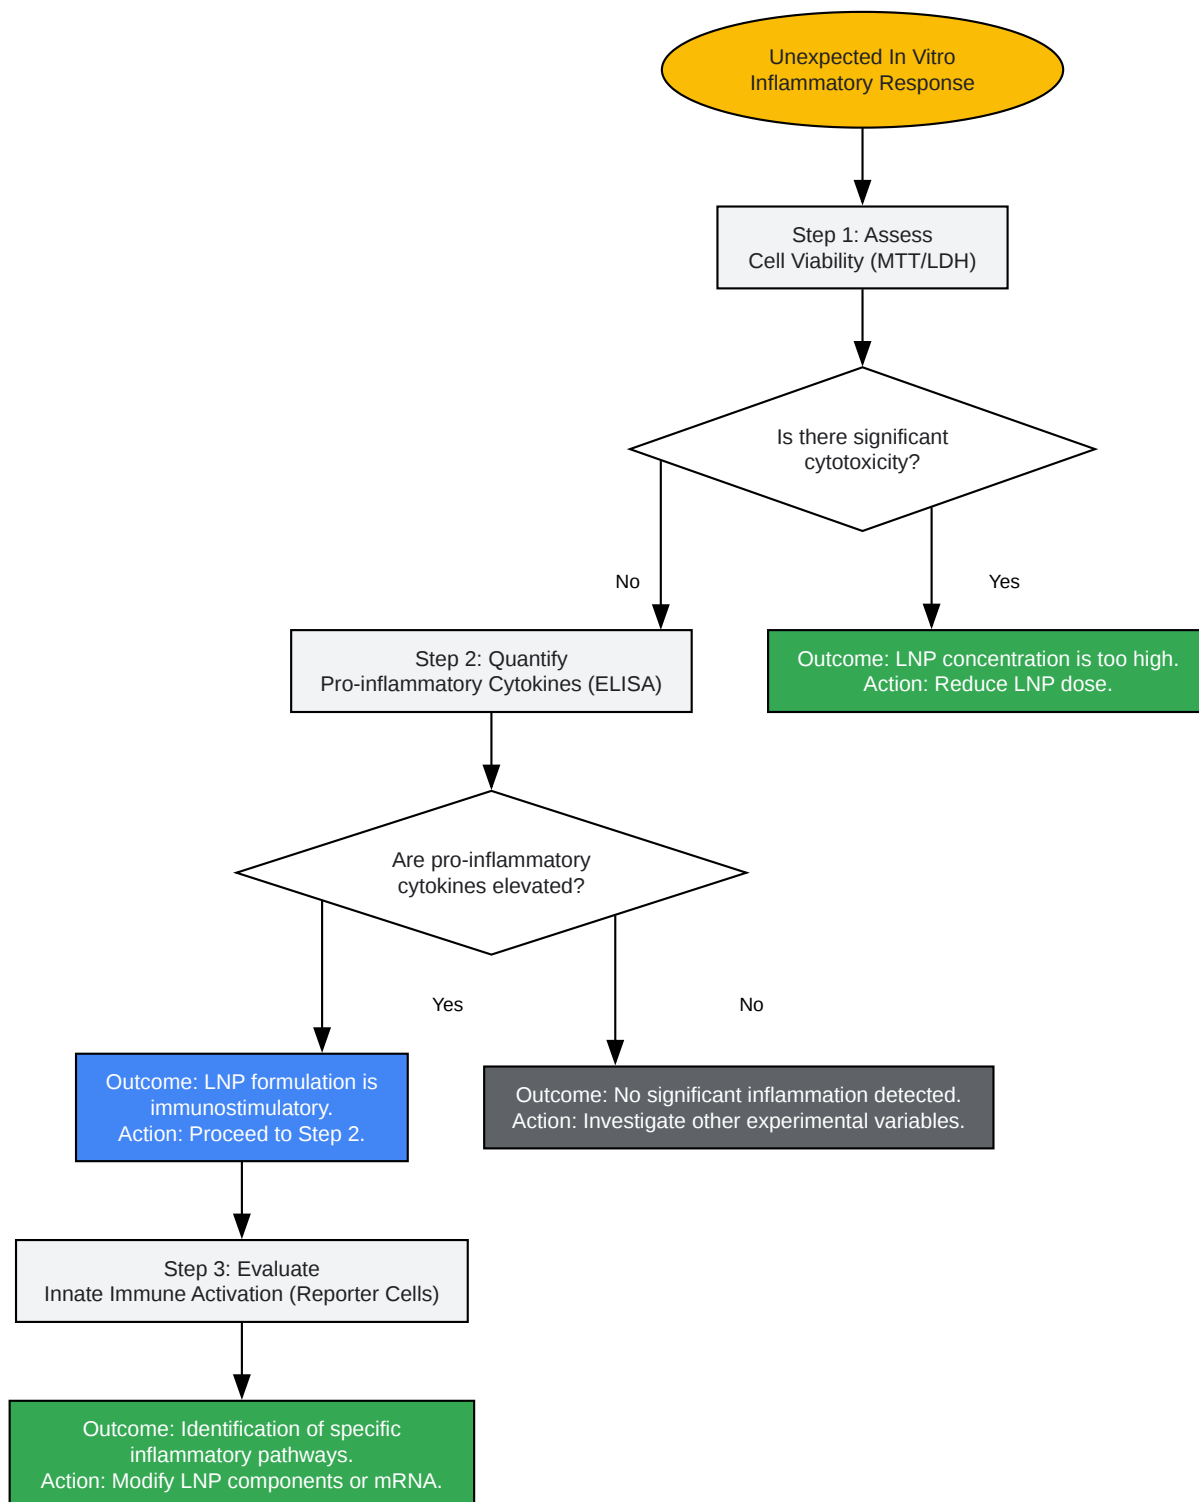 Unexpected In Vitro
Inflammatory Response
Step 1: Assess
Cell Viability (MTT/LDH)
Is there significant
cytotoxicity?
No
Yes
Step 2: Quantify
Pro-inflammatory Cytokines (ELISA)
Outcome: LNP concentration is too high.
Action: Reduce LNP dose.
Are pro-inflammatory
cytokines elevated?
Yes
No
Outcome: LNP formulation is
immunostimulatory.
Action: Proceed to Step 2.
Outcome: No significant inflammation detected.
Action: Investigate other experimental variables.
Step 3: Evaluate
Innate Immune Activation (Reporter Cells)
Outcome: Identification of specific
inflammatory pathways.
Action: Modify LNP components or mRNA.